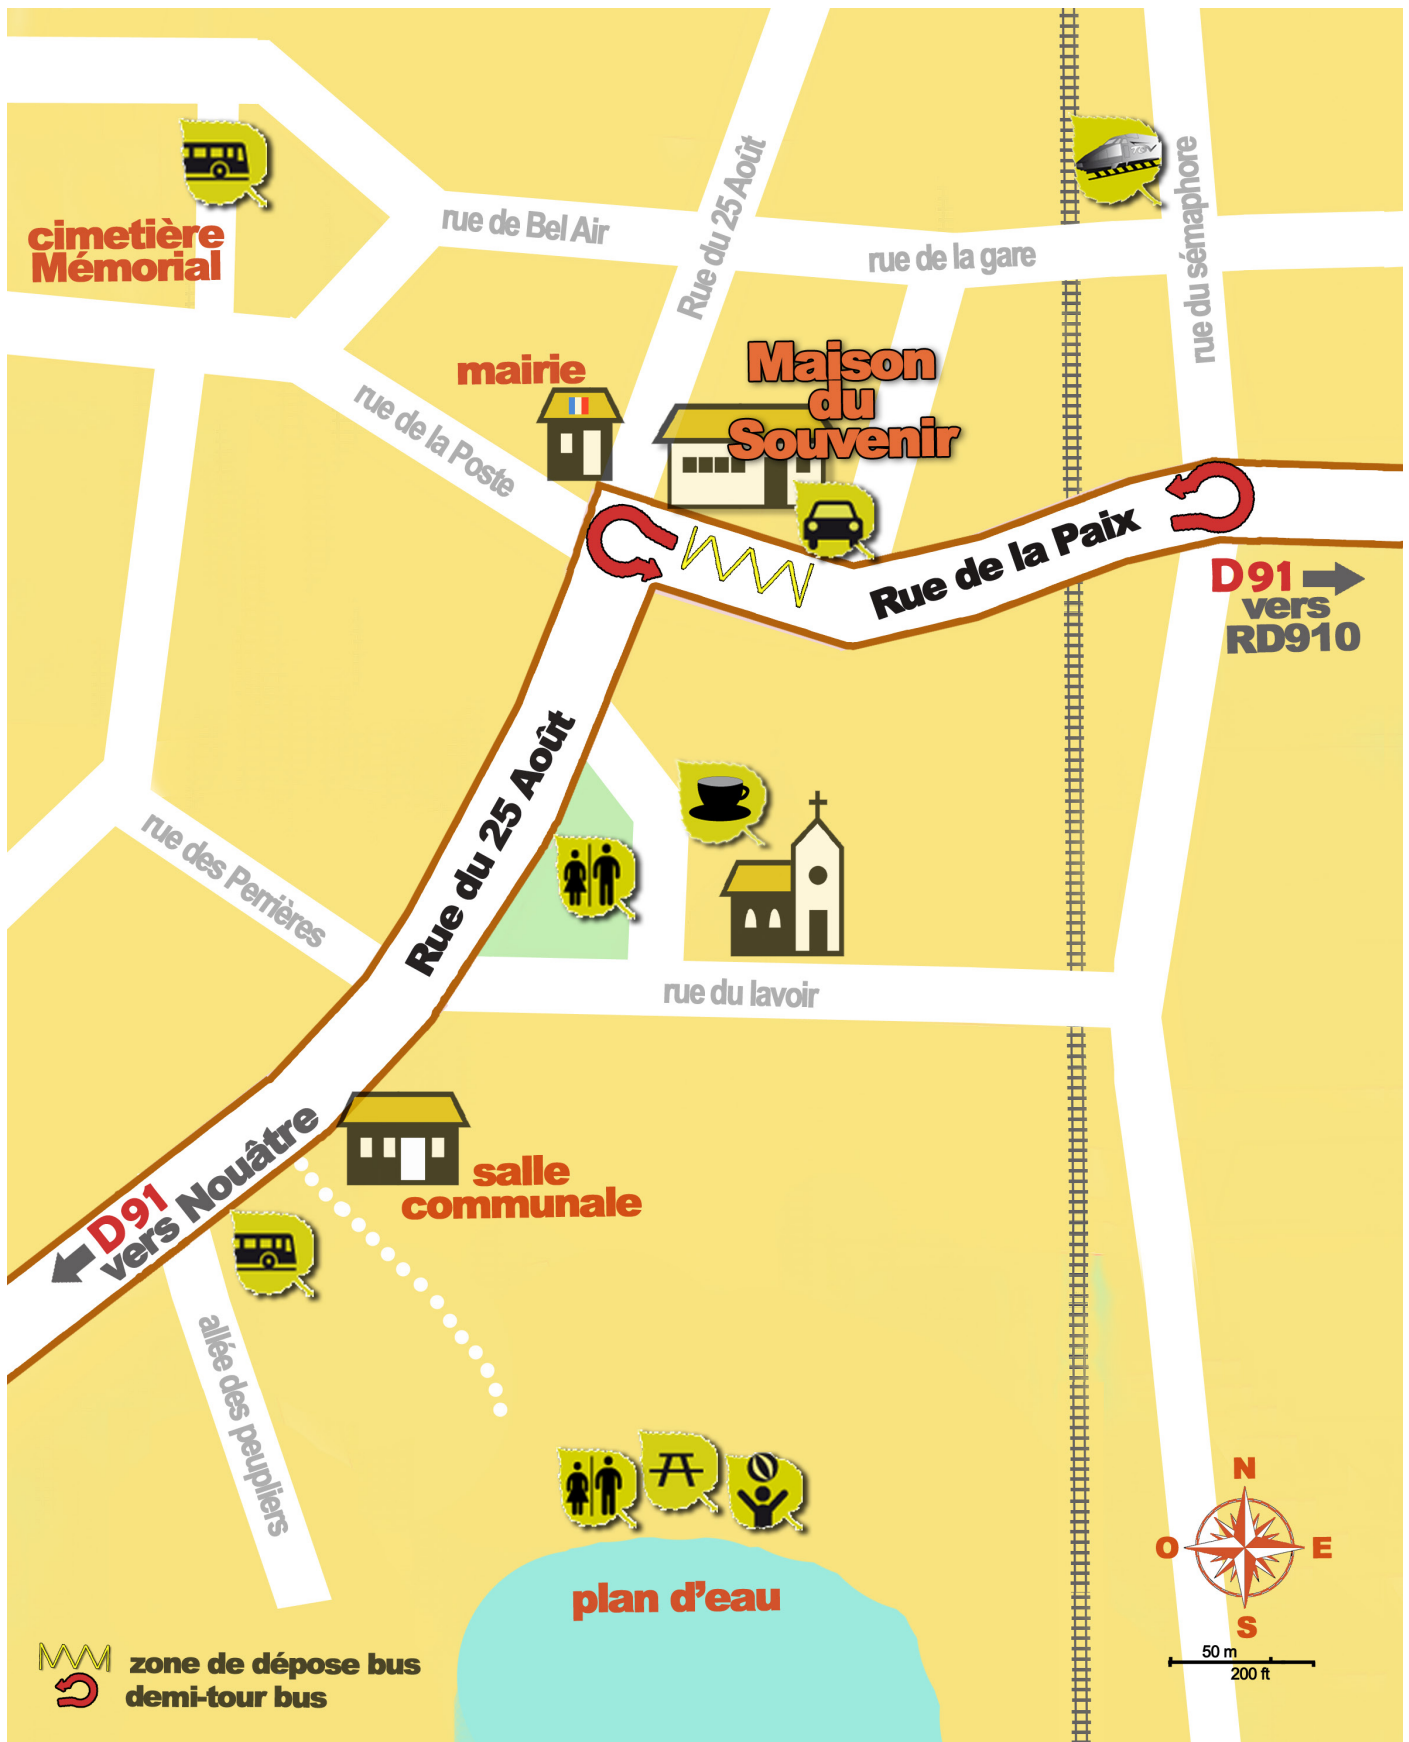 TGV
rue du sémaphore
Rue du 25 Août
rue de Bel Air
cimetière
Mémorial
rue de la gare
mairie
Maison
du
Souvenir
rue de la Poste
Rue de la Paix
D91
vers
RD910
Rue du 25 Août
rue des Perrières
rue du lavoir
D91
vers Nouâtre
salle
communale
allée des peupliers
plan d'eau
N
O
E
S
50 m
200 ft
zone de dépose bus
demi-tour bus